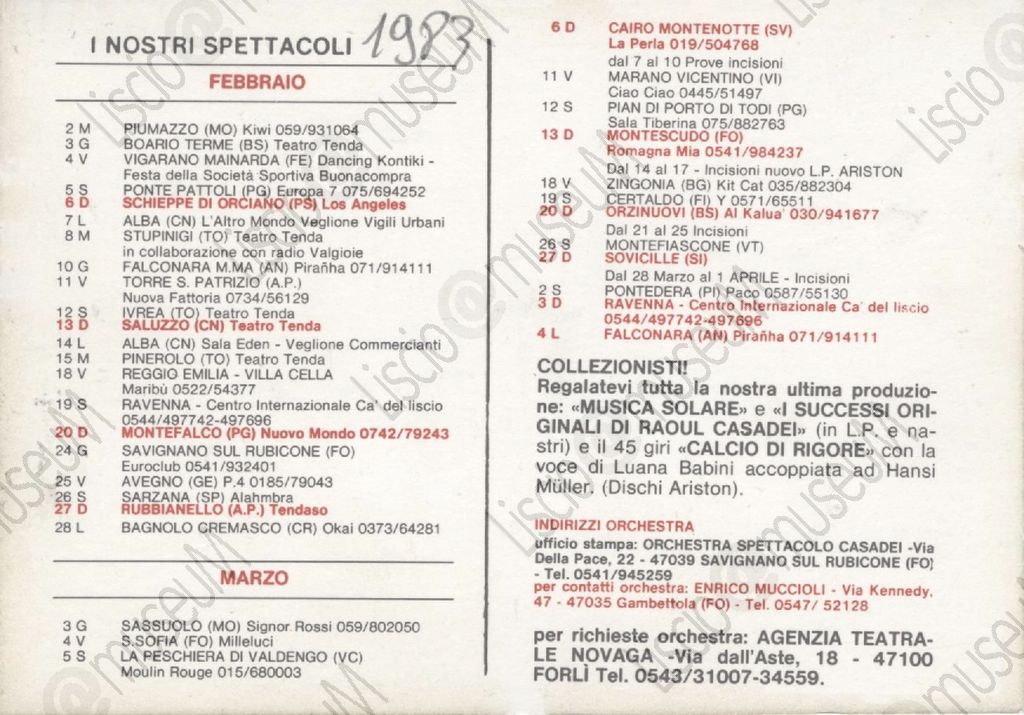 I NOSTRI SPETTACOLI 1983
FEBBRAIO
2 M PIUMAZZO (MO) Kiwi 059/931064
3 G BOARIO TERME (BS) Teatro Tenda
4 V VIGARANO MAINARDA (FE) Dancing Kontiki -
Festa della Società Sportiva Buonacompra
5 S PONTE PATTOLI (PG) Europa 7 075/694252
6 D SCHIEPPE DI ORCIANO (PS) Los Angeles
7 L ALBA (CN) L'Altro Mondo Veglione Vigili Urbani
8 M STUPINIGI (TO) Teatro Tenda
in collaborazione con radio Valgioie
10 G FALCONARA M.MA (AN) Pirañha 071/914111
11 V TORRE S. PATRIZIO (A.P.)
Nuova Fattoria 0734/56129
12 S IVREA (TO) Teatro Tenda
13 D SALUZZO (CN) Teatro Tenda
14 L ALBA (CN) Sala Eden - Veglione Commercianti
15 M PINEROLO (TO) Teatro Tenda
18 V REGGIO EMILIA - VILLA CELLA
Maribù 0522/54377
19 S RAVENNA - Centro Internazionale Ca' del liscio
0544/497742-497696
20 D MONTEFALCO (PG) Nuovo Mondo 0742/79243
24 G SAVIGNANO SUL RUBICONE (FO)
Euroclub 0541/932401
25 V AVEGNO (GE) P.4 0185/79043
26 S SARZANA (SP) Alahmbra
27 D RUBBIANELLO (A.P.) Tendaso
28 L BAGNOLO CREMASCO (CR) Okai 0373/64281
MARZO
3 G SASSUOLO (MO) Signor Rossi 059/802050
4 V S.SOFIA (FO) Milleluci
5 S LA PESCHIERA DI VALDENGO (VC)
Moulin Rouge 015/680003
6 D CAIRO MONTENOTTE (SV)
La Perla 019/504768
dal 7 al 10 Prove incisioni
11 V MARANO VICENTINO (VI)
Ciao Ciao 0445/51497
12 S PIAN DI PORTO DI TODI (PG)
Sala Tiberina 075/882763
13 D MONTESCUDO (FO)
Romagna Mia 0541/984237
Dal 14 al 17 - Incisioni nuovo L.P. ARISTON
18 V ZINGONIA (BG) Kit Cat 035/882304
19 S CERTALDO (FI) Y 0571/65511
20 D ORZINUOVI (BS) Al Kalua' 030/941677
Dal 21 al 25 Incisioni
26 S MONTEFIASCONE (VT)
27 D SOVICILLE (SI)
Dal 28 Marzo al 1 APRILE - Incisioni
2 S PONTEDERA (PI) Paco 0587/55130
3 D RAVENNA - Centro Internazionale Ca' del liscio
0544/497742-497696
4 L FALCONARA (AN) Pirañha 071/914111
COLLEZIONISTI!
Regalatevi tutta la nostra ultima produzio-
ne: «MUSICA SOLARE» e «I SUCCESSI ORI-
GINALI DI RAOUL CASADEI» (in L.P. e na-
stri) e il 45 giri «CALCIO DI RIGORE» con la
voce di Luana Babini accoppiata ad Hansi
Müller. (Dischi Ariston).
INDIRIZZI ORCHESTRA
ufficio stampa: ORCHESTRA SPETTACOLO CASADEI -Via
Della Pace, 22 - 47039 SAVIGNANO SUL RUBICONE (FO)
- Tel. 0541/945259
per contatti orchestra: ENRICO MUCCIOLI - Via Kennedy,
47 - 47035 Gambettola (FO) - Tel. 0547/ 52128
per richieste orchestra: AGENZIA TEATRA-
LE NOVAGA -Via dall'Aste, 18 - 47100
FORLÌ Tel. 0543/31007-34559.
Liscio@museuM